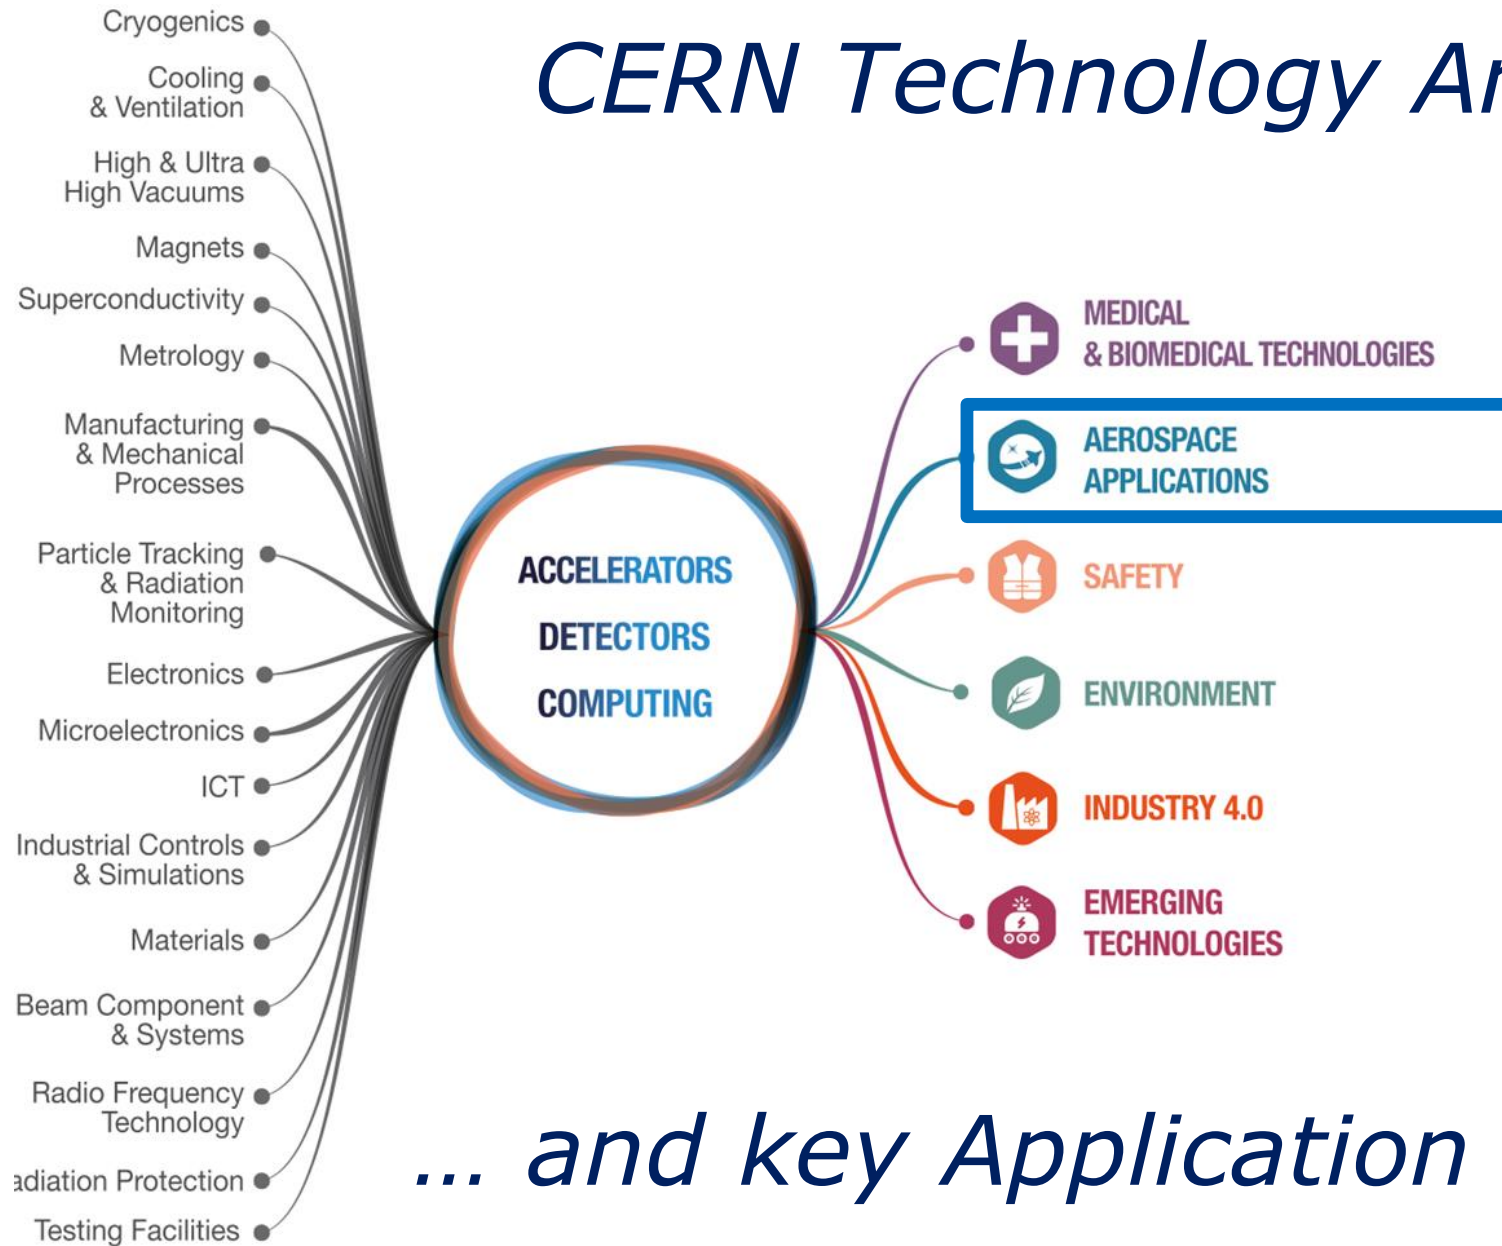 CERN Technology
Cryogenics
Cooling
& Ventilation
High & Ultra
High Vacuums
Magnets
Superconductivity
Metrology
Manufacturing
& Mechanical
Processes
Particle Tracking
& Radiation
Monitoring
Electronics
Microelectronics
ICT
Industrial Controls
& Simulations
Materials
Beam Component
& Systems
Radio Frequency
Technology
adiation Protection
Testing Facilities
ACCELERATORS
DETECTORS
COMPUTING
MEDICAL
& BIOMEDICAL TECHNOLOGIES
AEROSPACE
APPLICATIONS
SAFETY
ENVIRONMENT
INDUSTRY 4.0
EMERGING
TECHNOLOGIES
... and key Application